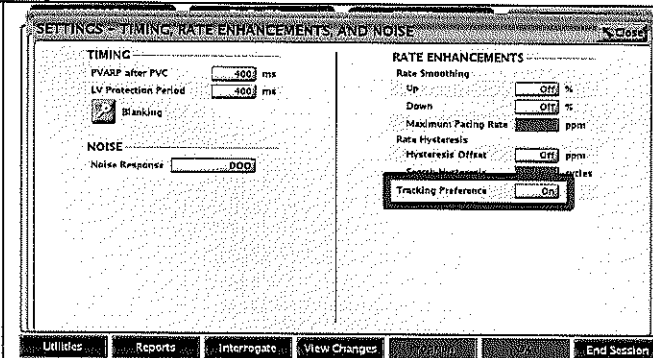 SETTINGS - TIMING, RATE ENHANCEMENTS, AND NOISE
Close
TIMING
PVARP after PVC 400 ms
LV Protection Period 400 ms
Blanking
NOISE
Noise Response DOO
RATE ENHANCEMENTS
Rate Smoothing
Up Off %
Down Off %
Maximum Pacing Rate ppm
Rate Hysteresis
Hysteresis Offset Off ppm
Search Hysteresis cycles
Tracking Preference On
Utilities Reports Interrogate View Changes End Session